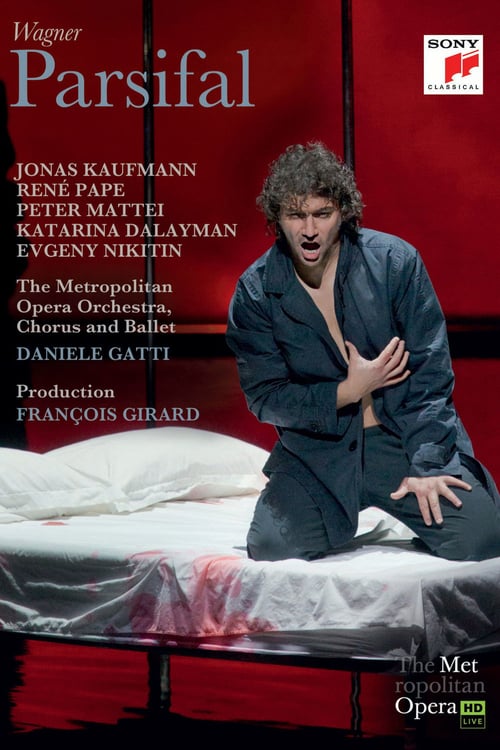 Wagner
Parsifal
SONY
CLASSICAL
JONAS KAUFMANN
RENÉ PAPE
PETER MATTEI
KATARINA DALAYMAN
EVGENY NIKITIN
The Metropolitan
Opera Orchestra,
Chorus and Ballet
DANIELE GATTI
Production
FRANÇOIS GIRARD
The Met
ropolitan
Opera HD
LIVE